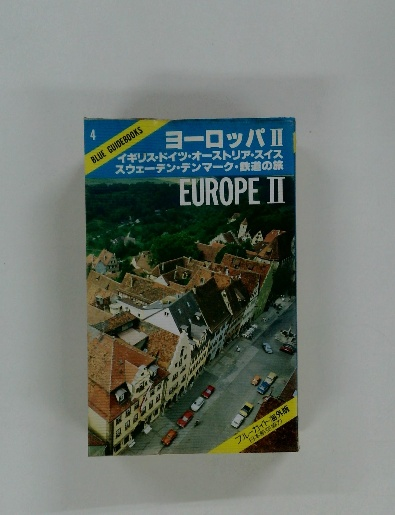 4
BLUE GUIDEBOOKS
ヨーロッパ II
イギリス・ドイツ・オーストリア・スイス
スウェーデン・デンマーク・鉄道の旅
EUROPE II
ブルーガイド海外版